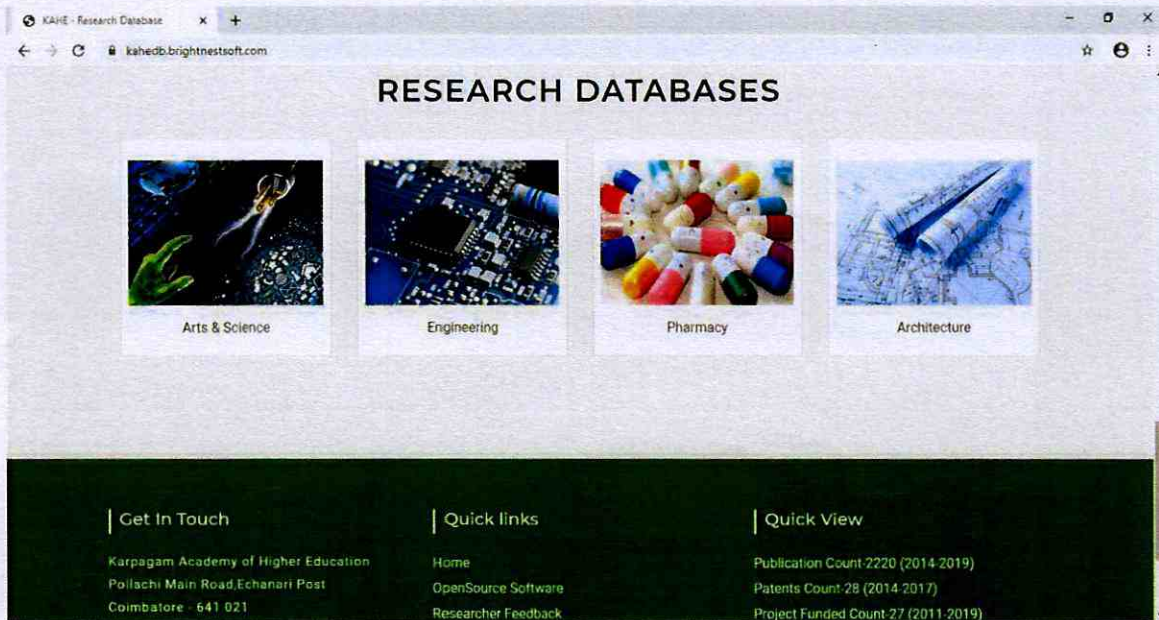 KAHE - Research Database
kahedb.brightnestsoft.com
RESEARCH DATABASES
Arts & Science
Engineering
Pharmacy
Architecture
Get In Touch
Karpagam Academy of Higher Education
Pollachi Main Road,Echanari Post
Coimbatore - 641 021
Quick links
Home
OpenSource Software
Researcher Feedback
Quick View
Publication Count-2220 (2014-2019)
Patents Count-28 (2014-2017)
Project Funded Count-27 (2011-2019)